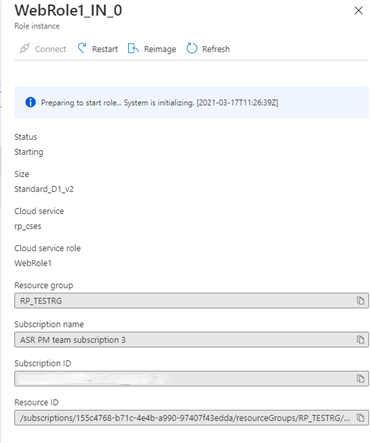 WebRole1_IN_0
Role instance
Connect Restart Reimage Refresh
Preparing to start role... System is initializing. [2021-03-17T11:26:39Z]
Status
Starting
Size
Standard_D1_v2
Cloud service
rp_cses
Cloud service role
WebRole1
Resource group
RP_TESTRG
Subscription name
ASR PM team subscription 3
Subscription ID
Resource ID
/subscriptions/155c4768-b71c-4e4b-a990-97407f43edda/resourceGroups/RP_TESTRG/...